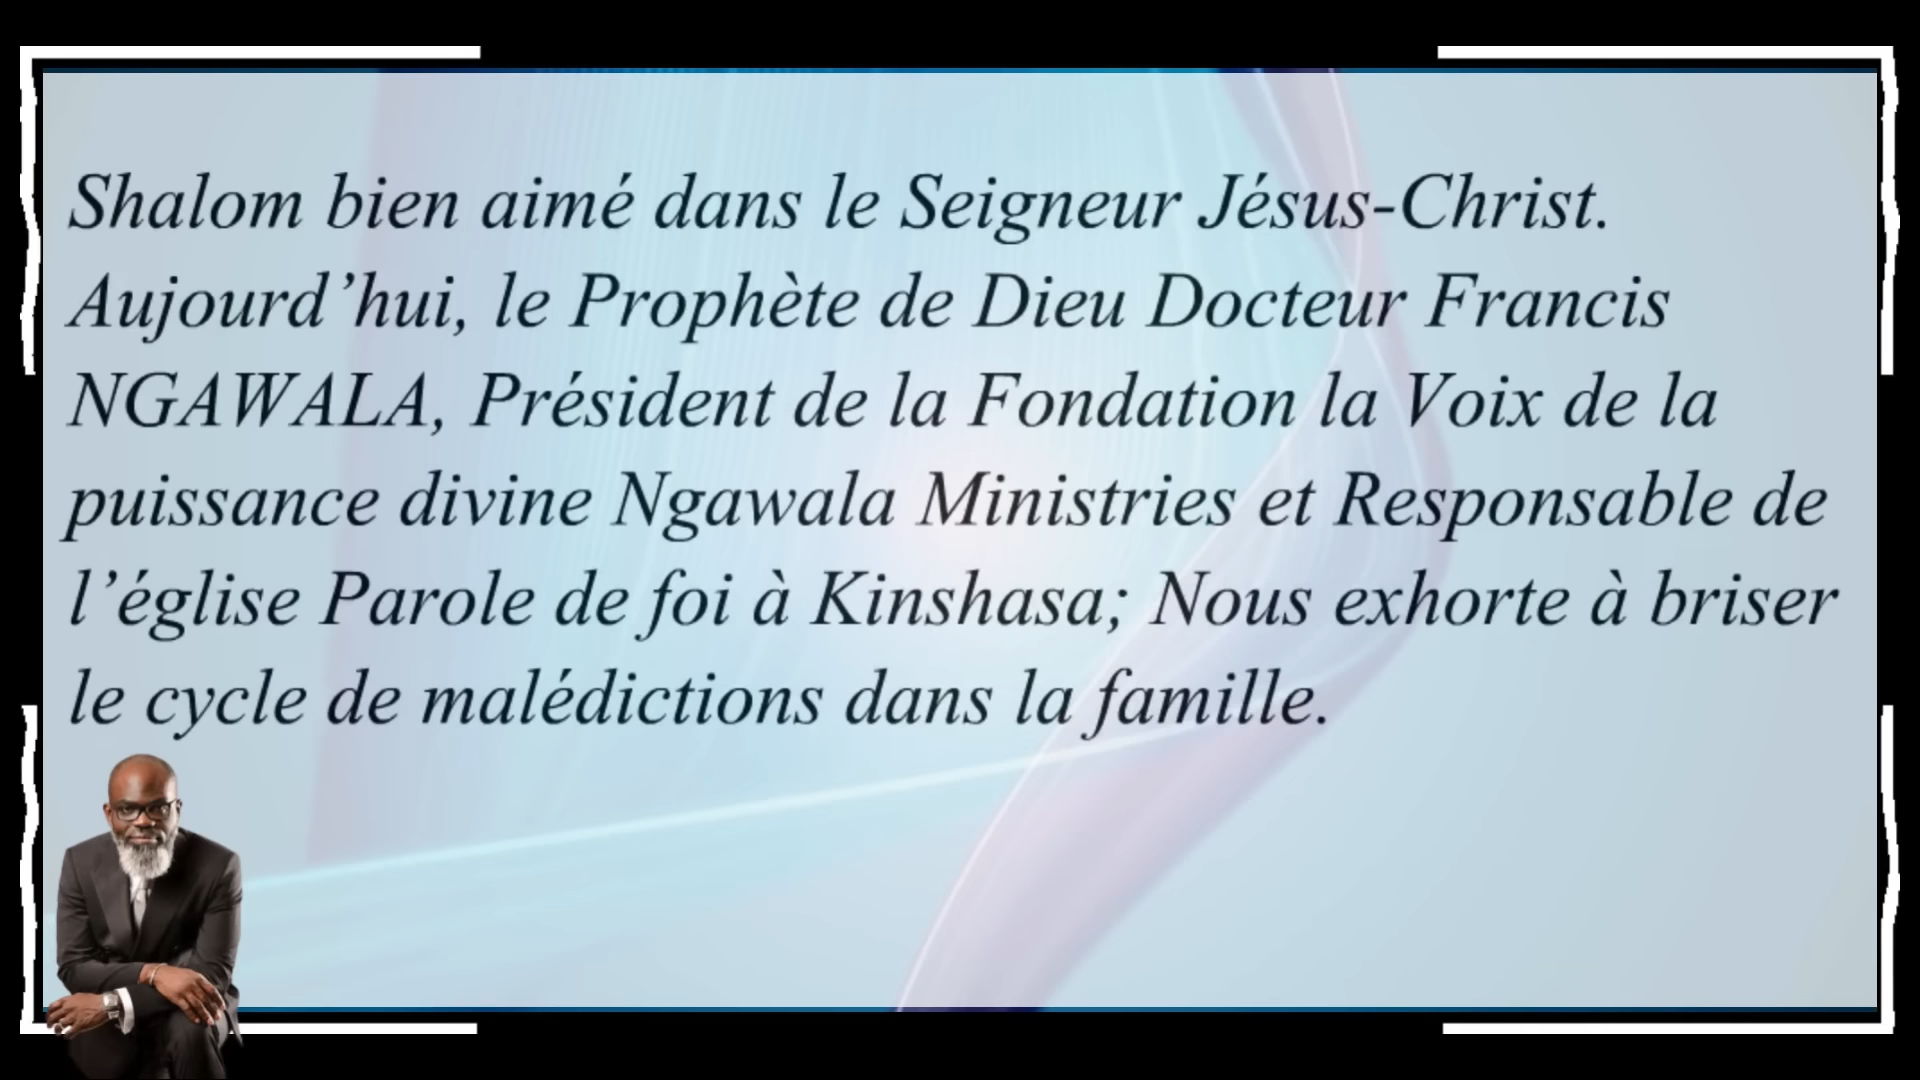 Shalom bien aimé dans le Seigneur Jésus-Christ.
Aujourd’hui, le Prophète de Dieu Docteur Francis
NGAWALA, Président de la Fondation la Voix de la
puissance divine Ngawala Ministries et Responsable de
l’église Parole de foi à Kinshasa; Nous exhorte à briser
le cycle de malédictions dans la famille.